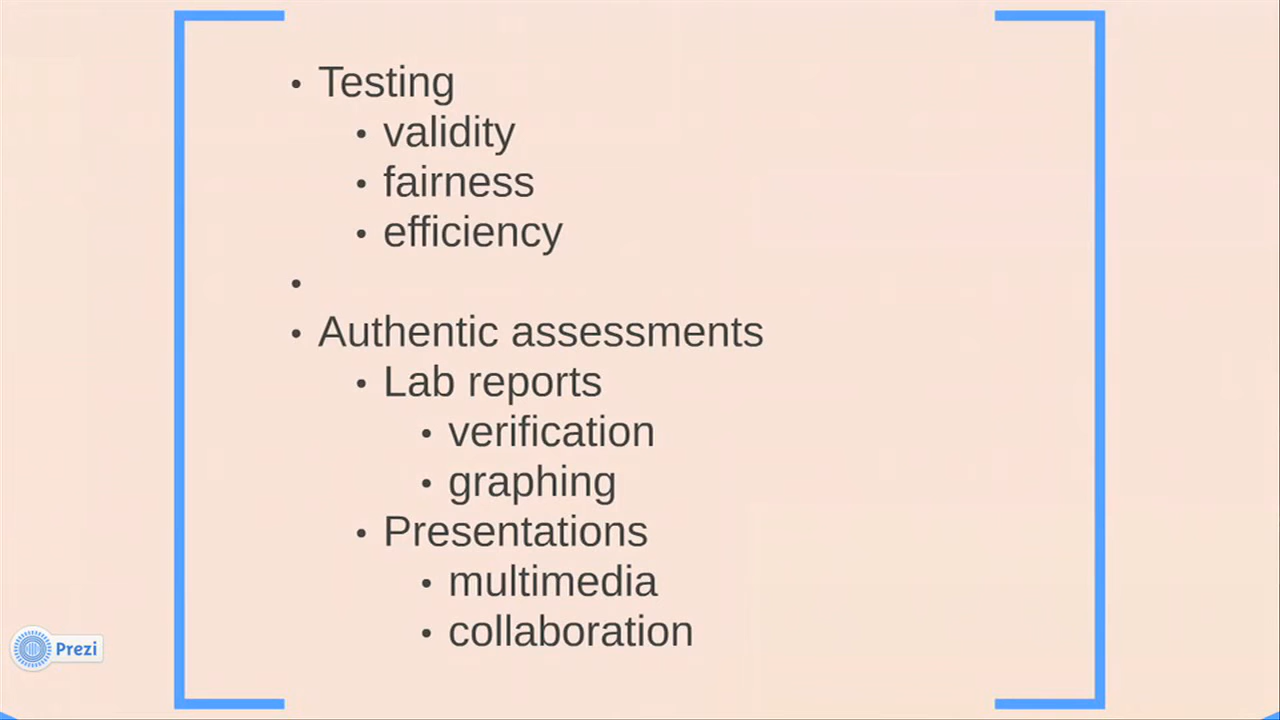 • Testing
• validity
• fairness
• efficiency
•
• Authentic assessments
• Lab reports
• verification
• graphing
• Presentations
• multimedia
• collaboration
Prezi